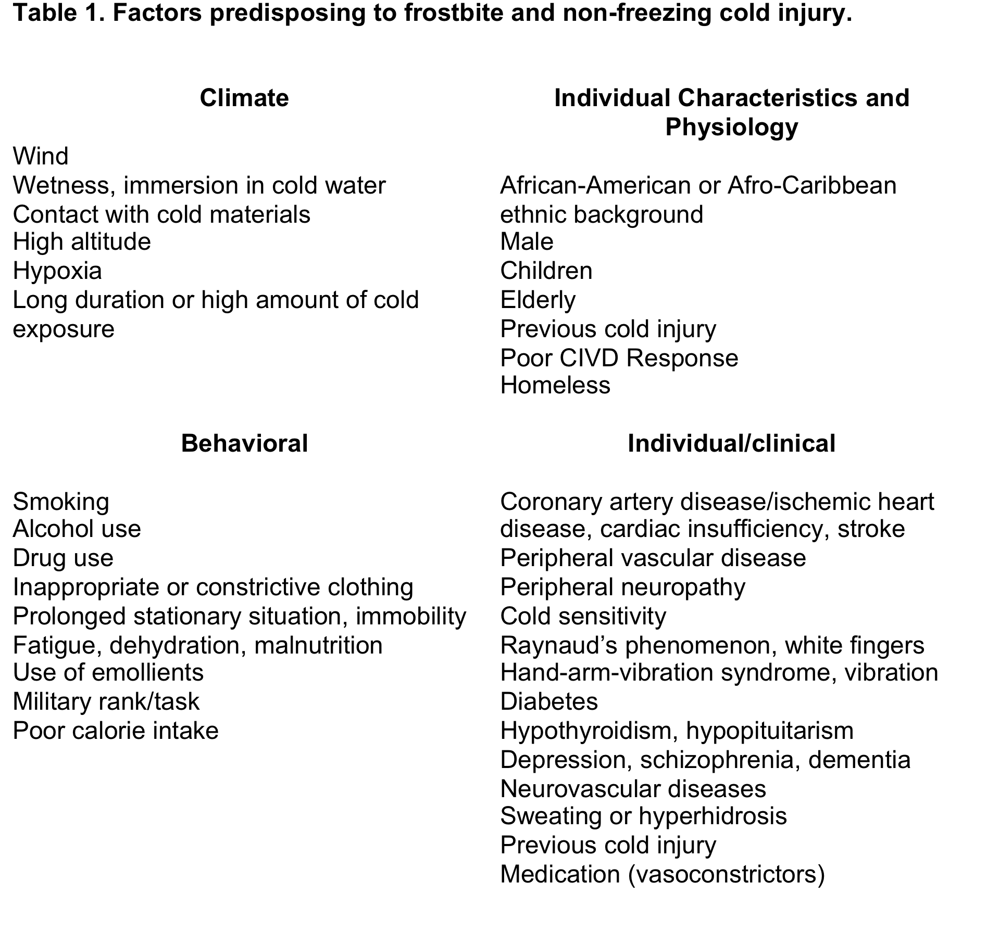 Table 1. Factors predisposing to frostbite and non-freezing cold injury.
Climate
Wind
Wetness, immersion in cold water
Contact with cold materials
High altitude
Hypoxia
Long duration or high amount of cold
exposure
Individual Characteristics and
Physiology
African-American or Afro-Caribbean
ethnic background
Male
Children
Elderly
Previous cold injury
Poor CIVD Response
Homeless
Behavioral
Smoking
Alcohol use
Drug use
Inappropriate or constrictive clothing
Prolonged stationary situation, immobility
Fatigue, dehydration, malnutrition
Use of emollients
Military rank/task
Poor calorie intake
Individual/clinical
Coronary artery disease/ischemic heart
disease, cardiac insufficiency, stroke
Peripheral vascular disease
Peripheral neuropathy
Cold sensitivity
Raynaud’s phenomenon, white fingers
Hand-arm-vibration syndrome, vibration
Diabetes
Hypothyroidism, hypopituitarism
Depression, schizophrenia, dementia
Neurovascular diseases
Sweating or hyperhidrosis
Previous cold injury
Medication (vasoconstrictors)